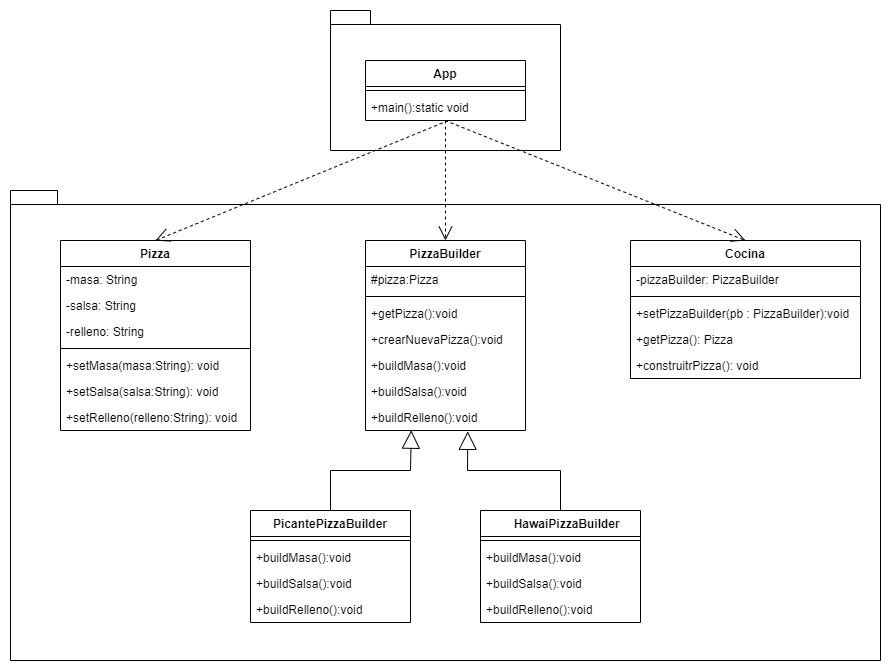 App
+main():static void
Pizza
-masa: String
-salsa: String
-relleno: String
+setMasa(masa:String): void
+setSalsa(salsa:String): void
+setRelleno(relleno:String): void
PizzaBuilder
#pizza:Pizza
+getPizza():void
+crearNuevaPizza():void
+buildMasa():void
+buildSalsa():void
+buildRelleno():void
Cocina
-pizzaBuilder: PizzaBuilder
+setPizzaBuilder(pb : PizzaBuilder):void
+getPizza(): Pizza
+construitrPizza(): void
PicantePizzaBuilder
+buildMasa():void
+buildSalsa():void
+buildRelleno():void
HawaiPizzaBuilder
+buildMasa():void
+buildSalsa():void
+buildRelleno():void